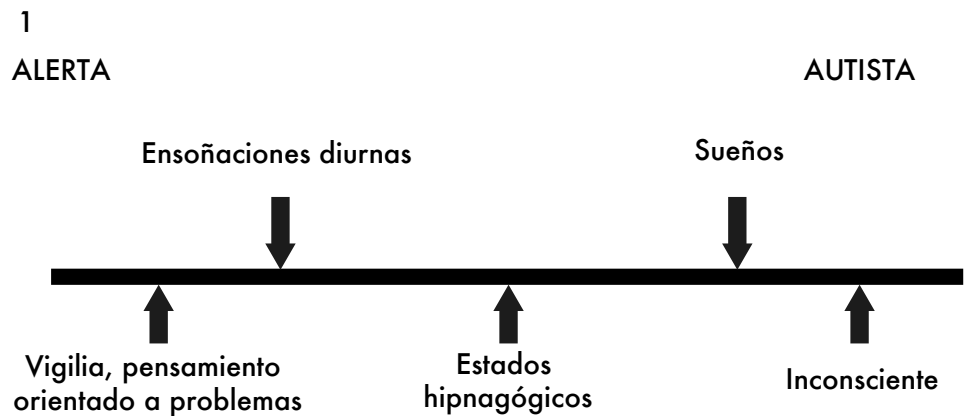 1
ALERTA
AUTISTA
Ensoñaciones diurnas
Sueños
Vigilia, pensamiento
orientado a problemas
Estados
hipnagógicos
Inconsciente